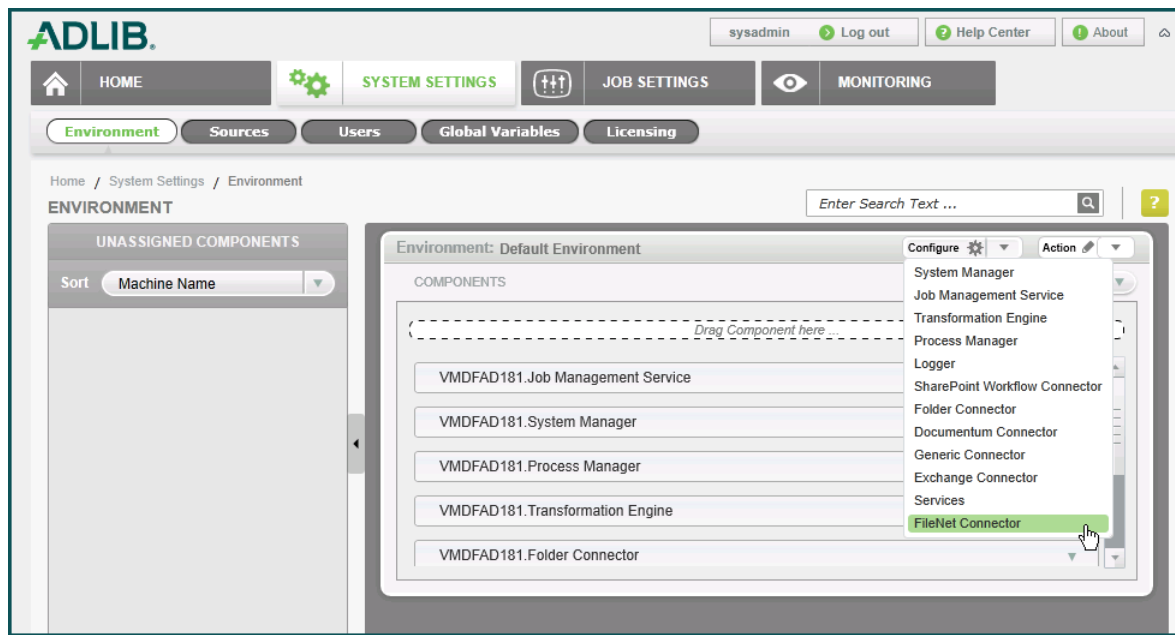 ADLIB.
sysadmin Log out Help Center About
HOME SYSTEM SETTINGS JOB SETTINGS MONITORING
Environment Sources Users Global Variables Licensing
Home / System Settings / Environment
ENVIRONMENT
Enter Search Text ...
?
UNASSIGNED COMPONENTS
Sort Machine Name
Environment: Default Environment
Configure Action
COMPONENTS
Drag Component here ...
VMDFAD181.Job Management Service
VMDFAD181.System Manager
VMDFAD181.Process Manager
VMDFAD181.Transformation Engine
VMDFAD181.Folder Connector
System Manager
Job Management Service
Transformation Engine
Process Manager
Logger
SharePoint Workflow Connector
Folder Connector
Documentum Connector
Generic Connector
Exchange Connector
Services
FileNet Connector